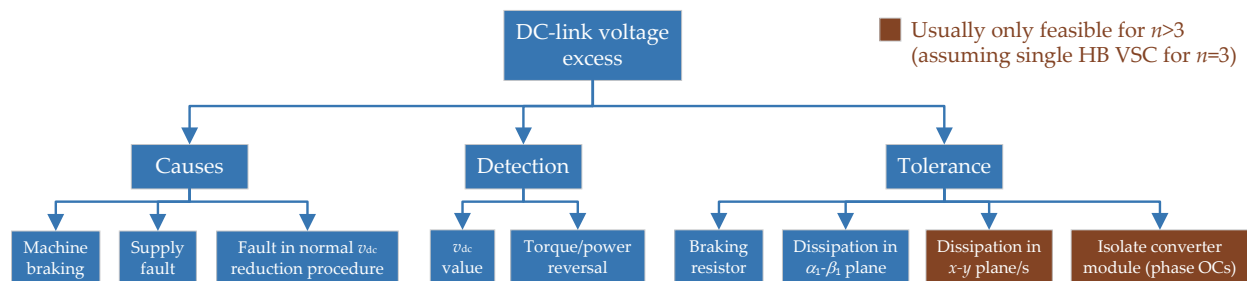 DC-link voltage
excess
Usually only feasible for n>3
(assuming single HB VSC for n=3)
Causes
Detection
Tolerance
Machine
braking
Supply
fault
Fault in normal vdc
reduction procedure
vdc
value
Torque/power
reversal
Braking
resistor
Dissipation in
α₁-β₁ plane
Dissipation in
x-y plane/s
Isolate converter
module (phase OCs)